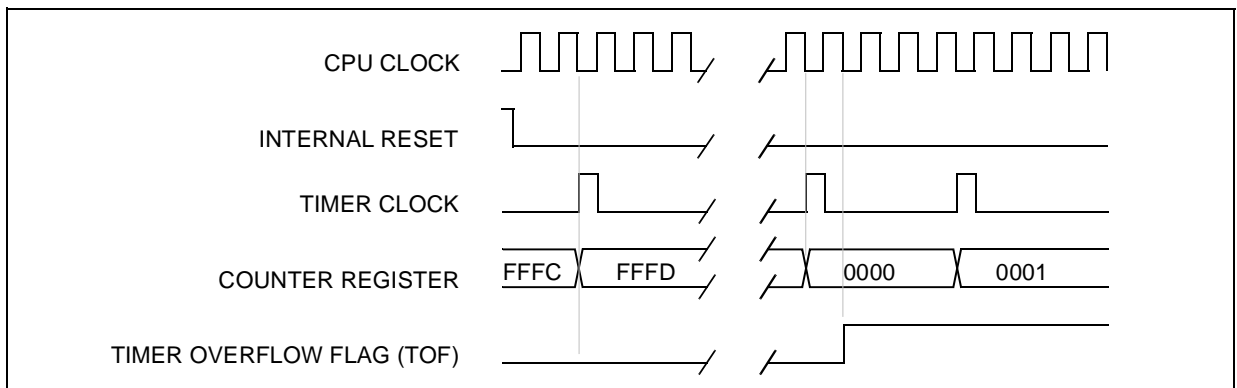 CPU CLOCK
INTERNAL RESET
TIMER CLOCK
COUNTER REGISTER FFFC FFFD 0000 0001
TIMER OVERFLOW FLAG (TOF)